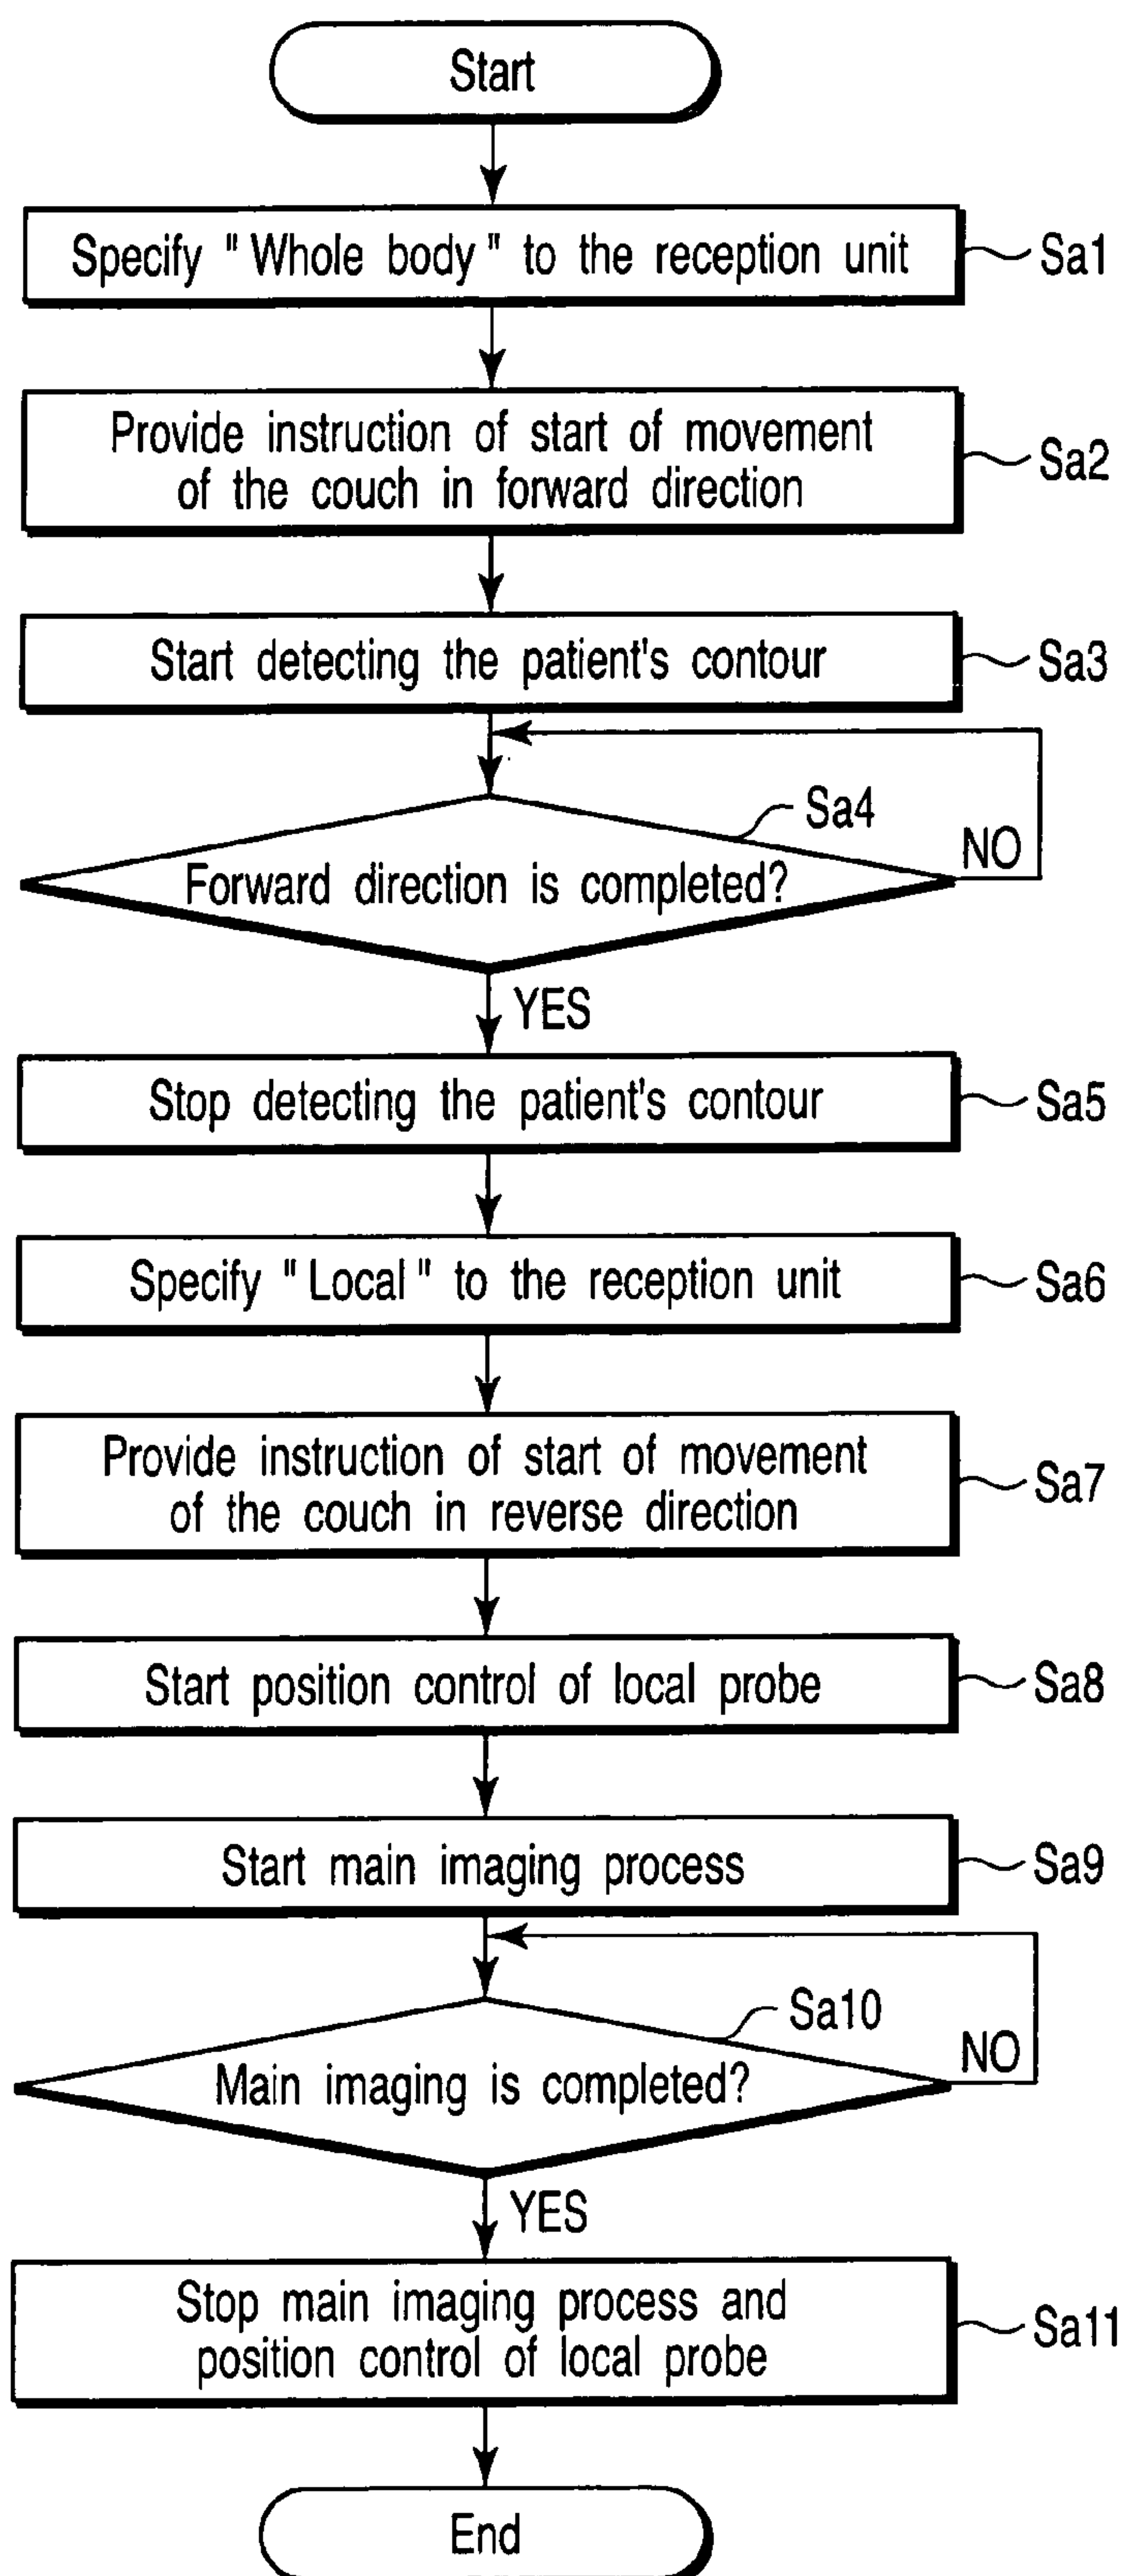 Start
Specify "Whole body" to the reception unit
Sa1
Provide instruction of start of movement
of the couch in forward direction
Sa2
Start detecting the patient's contour
Sa3
Sa4
Forward direction is completed?
NO
YES
Stop detecting the patient's contour
Sa5
Specify "Local" to the reception unit
Sa6
Provide instruction of start of movement
of the couch in reverse direction
Sa7
Start position control of local probe
Sa8
Start main imaging process
Sa9
Sa10
Main imaging is completed?
NO
YES
Stop main imaging process and
position control of local probe
Sa11
End